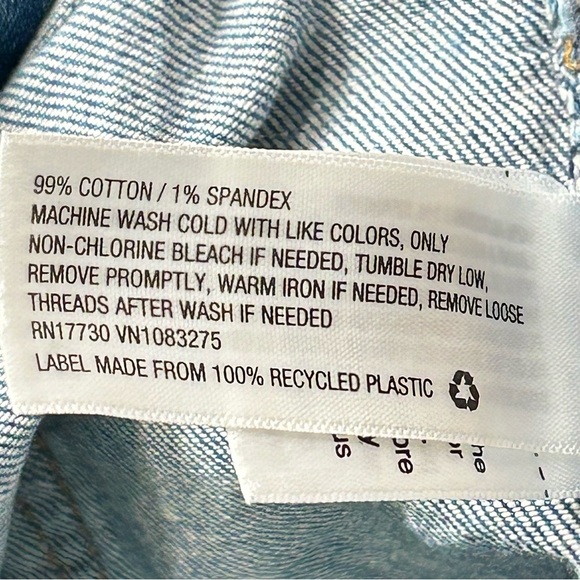 99% COTTON / 1% SPANDEX
MACHINE WASH COLD WITH LIKE COLORS, ONLY
NON-CHLORINE BLEACH IF NEEDED, TUMBLE DRY LOW,
REMOVE PROMPTLY, WARM IRON IF NEEDED, REMOVE LOOSE
THREADS AFTER WASH IF NEEDED
RN17730 VN1083275
LABEL MADE FROM 100% RECYCLED PLASTIC